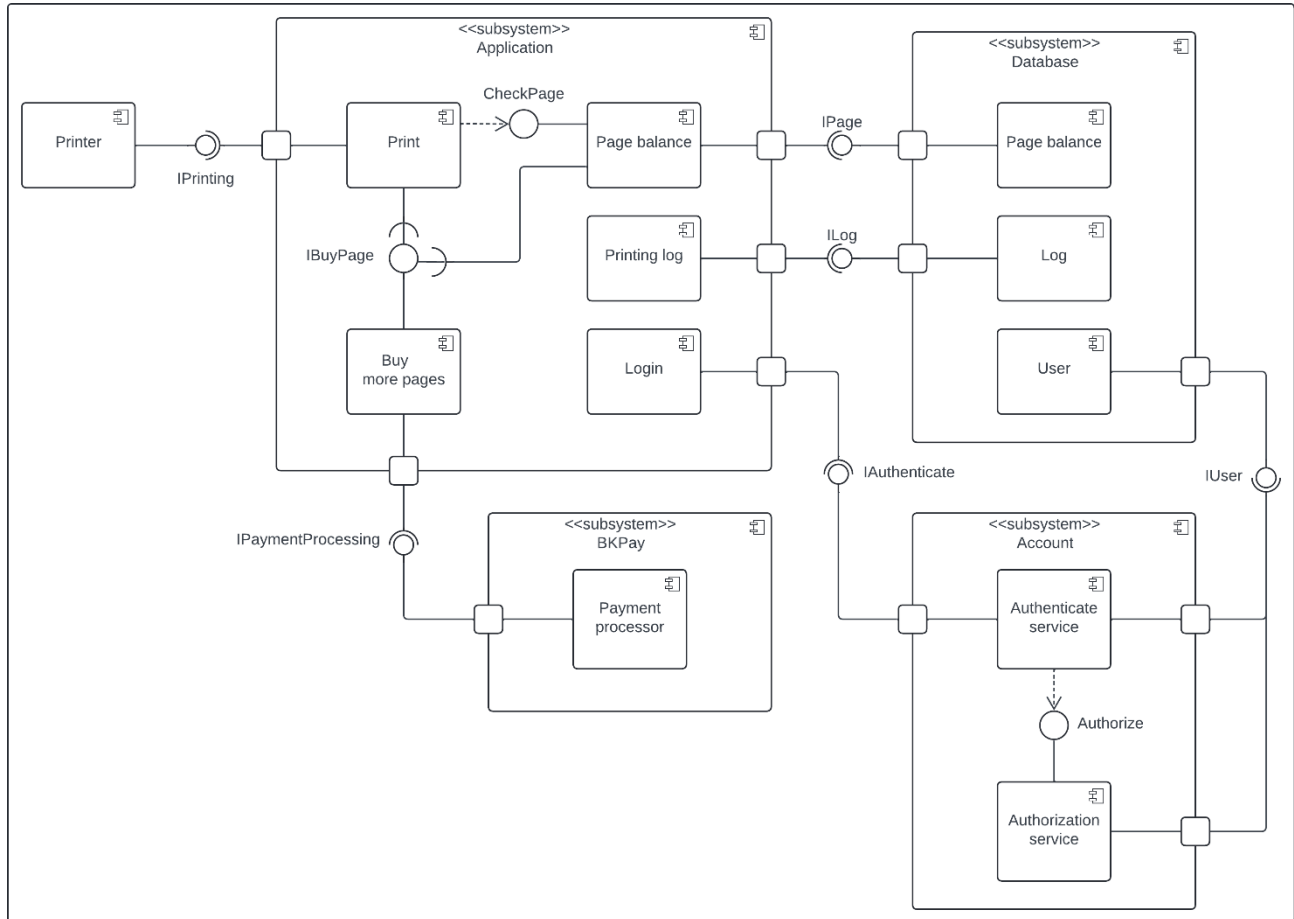 <<subsystem>>
Application
<<subsystem>>
Database
CheckPage
IPage
Printer
Print
Page balance
Page balance
IPrinting
ILog
IBuyPage
Printing log
Log
Buy
more pages
Login
User
IAuthenticate
IUser
IPaymentProcessing
<<subsystem>>
BKPay
<<subsystem>>
Account
Payment
processor
Authenticate
service
Authorize
Authorization
service